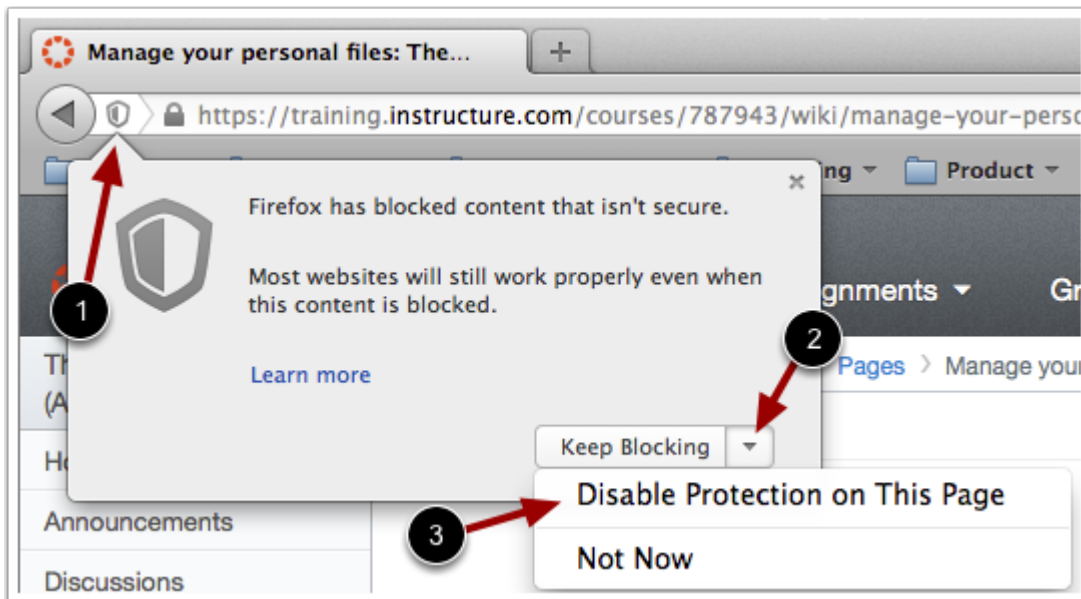 Manage your personal files: The...
+
https://training.instructure.com/courses/787943/wiki/manage-your-perso
ng
Product
×
Firefox has blocked content that isn't secure.
Most websites will still work properly even when
this content is blocked.
Learn more
1
gnments
Gr
2
Th
(A
Pages > Manage your
Keep Blocking
Ho
Disable Protection on This Page
3
Announcements
Not Now
Discussions